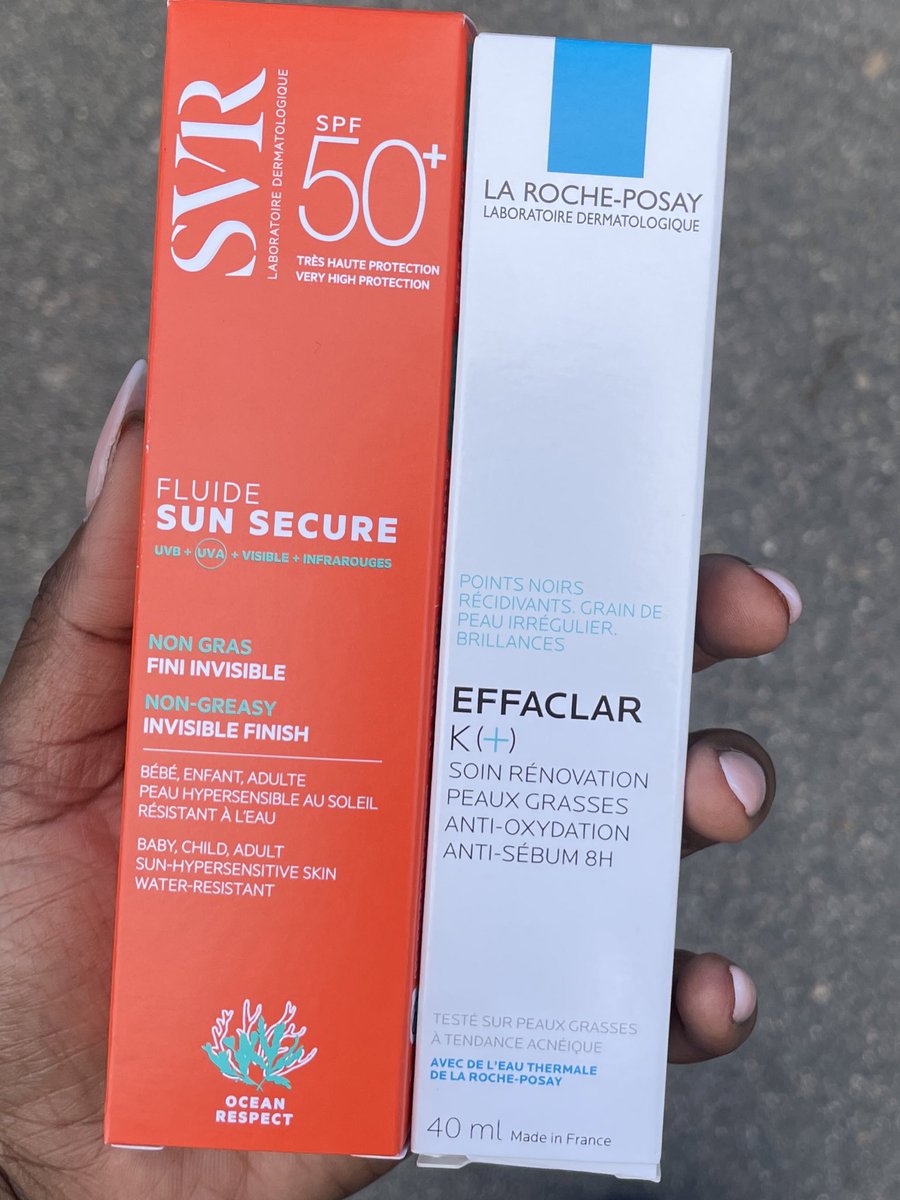 SVR
LABORATOIRE DERMATOLOGIQUE
SPF
50+
TRÈS HAUTE PROTECTION
VERY HIGH PROTECTION
FLUIDE
SUN SECURE
UVB + UVA + VISIBLE + INFRAROUGES
NON GRAS
FINI INVISIBLE
NON-GREASY
INVISIBLE FINISH
BÉBÉ, ENFANT, ADULTE
PEAU HYPERSENSIBLE AU SOLEIL
RÉSISTANT À L'EAU
BABY, CHILD, ADULT
SUN-HYPERSENSITIVE SKIN
WATER-RESISTANT
OCEAN
RESPECT
LA ROCHE-POSAY
LABORATOIRE DERMATOLOGIQUE
POINTS NOIRS
RÉCIDIVANTS. GRAIN DE
PEAU IRRÉGULIER.
BRILLANCES
EFFACLAR
K (+)
SOIN RÉNOVATION
PEAUX GRASSES
ANTI-OXYDATION
ANTI-SÉBUM 8H
TESTÉ SUR PEAUX GRASSES
À TENDANCE ACNÉIQUE
AVEC DE L'EAU THERMALE
DE LA ROCHE-POSAY
40 ml Made in France